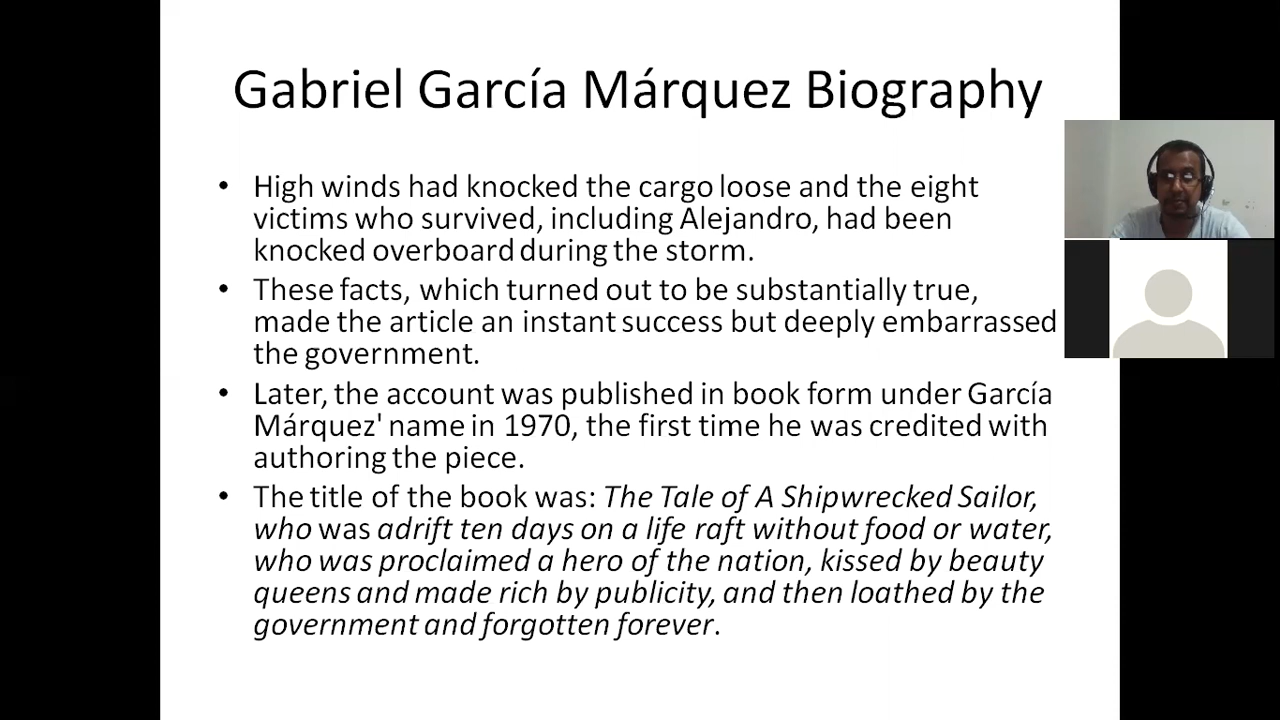 Gabriel García Márquez Biography
• High winds had knocked the cargo loose and the eight
victims who survived, including Alejandro, had been
knocked overboard during the storm.
• These facts, which turned out to be substantially true,
made the article an instant success but deeply embarrassed
the government.
• Later, the account was published in book form under García
Márquez' name in 1970, the first time he was credited with
authoring the piece.
• The title of the book was: The Tale of A Shipwrecked Sailor,
who was adrift ten days on a life raft without food or water,
who was proclaimed a hero of the nation, kissed by beauty
queens and made rich by publicity, and then loathed by the
government and forgotten forever.